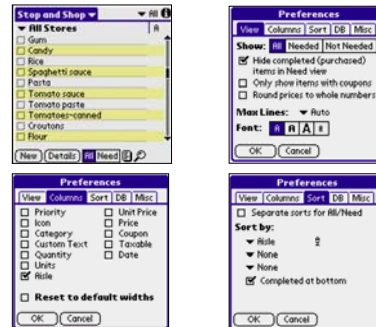 Stop and Shop All
All Stores A
Gum
Candy
Rice
Spaghetti sauce
Pasta
Tomato sauce
Tomato paste
Tomatoes-canned
Croutons
Flour
New Details All Need
Preferences
View Columns Sort DB Misc
Show: All Needed Not Needed
Hide completed (purchased)
items in Need view
Only show items with coupons
Round prices to whole numbers
Max Lines: Auto
Font: A A A A
OK Cancel
Preferences
View Columns Sort DB Misc
Priority Unit Price
Icon Price
Category Coupon
Custom Text Taxable
Quantity Date
Units
Aisle
Reset to default widths
OK Cancel
Preferences
View Columns Sort DB Misc
Separate sorts for All/Need
Sort by:
Aisle
None
None
Completed at bottom
OK Cancel